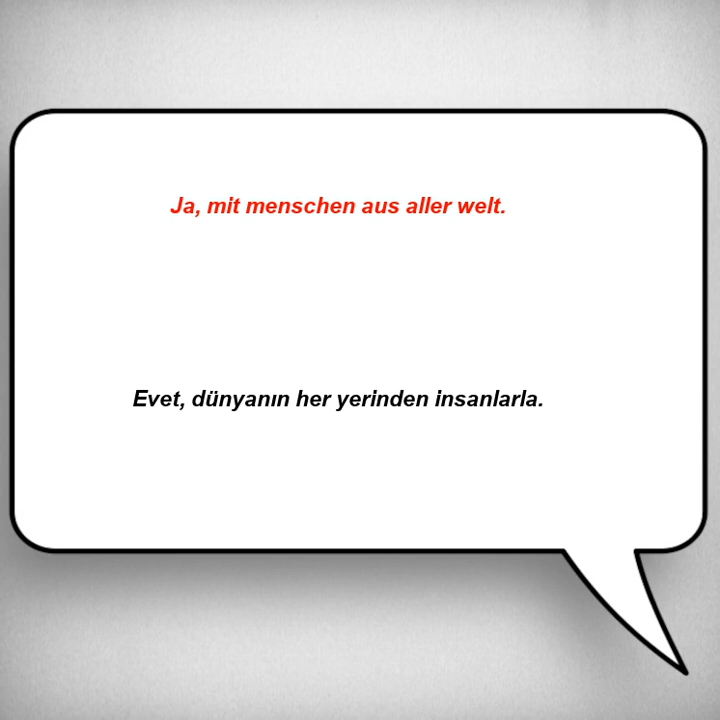 Ja, mit menschen aus aller welt.
Evet, dünyanın her yerinden insanlarla.